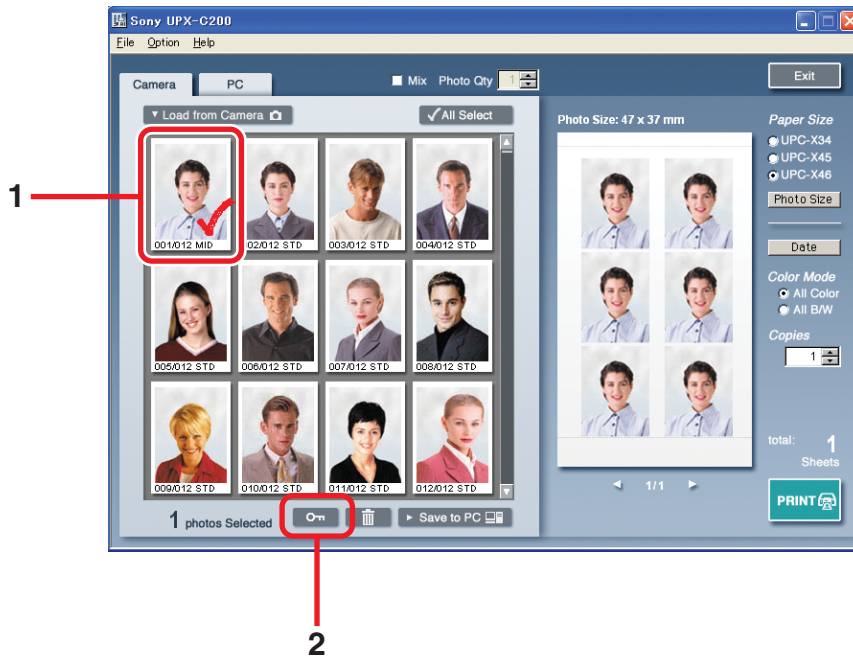 Sony UPX-C200
File Option Help
Camera
PC
Mix Photo Qty 1
Exit
Load from Camera
All Select
001/012 MID
002/012 STD
003/012 STD
004/012 STD
005/012 STD
006/012 STD
007/012 STD
008/012 STD
009/012 STD
010/012 STD
011/012 STD
012/012 STD
1 photos Selected
Save to PC
Photo Size: 47 x 37 mm
1/1
Paper Size
UPC-X34
UPC-X45
UPC-X46
Photo Size
Date
Color Mode
All Color
All B/W
Copies
1
total: 1
Sheets
PRINT
1
2